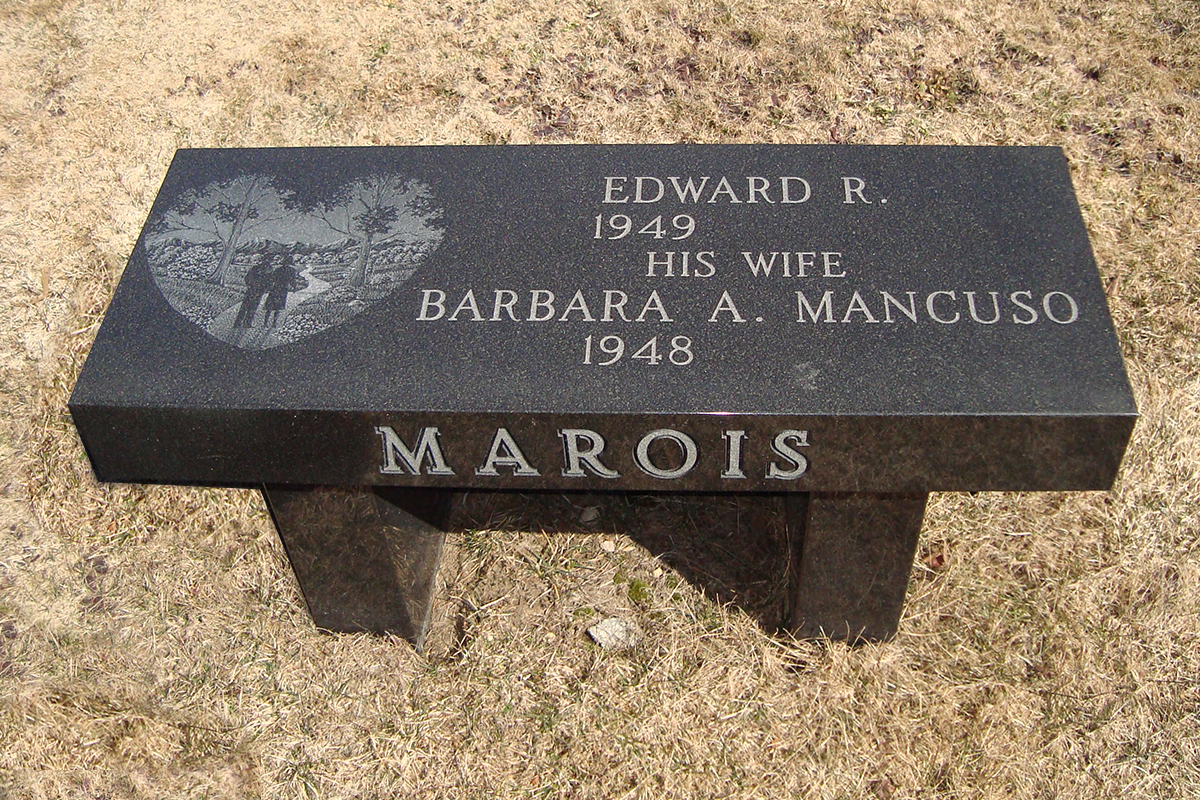 EDWARD R.
1949
HIS WIFE
BARBARA A. MANCUSO
1948
MAROIS